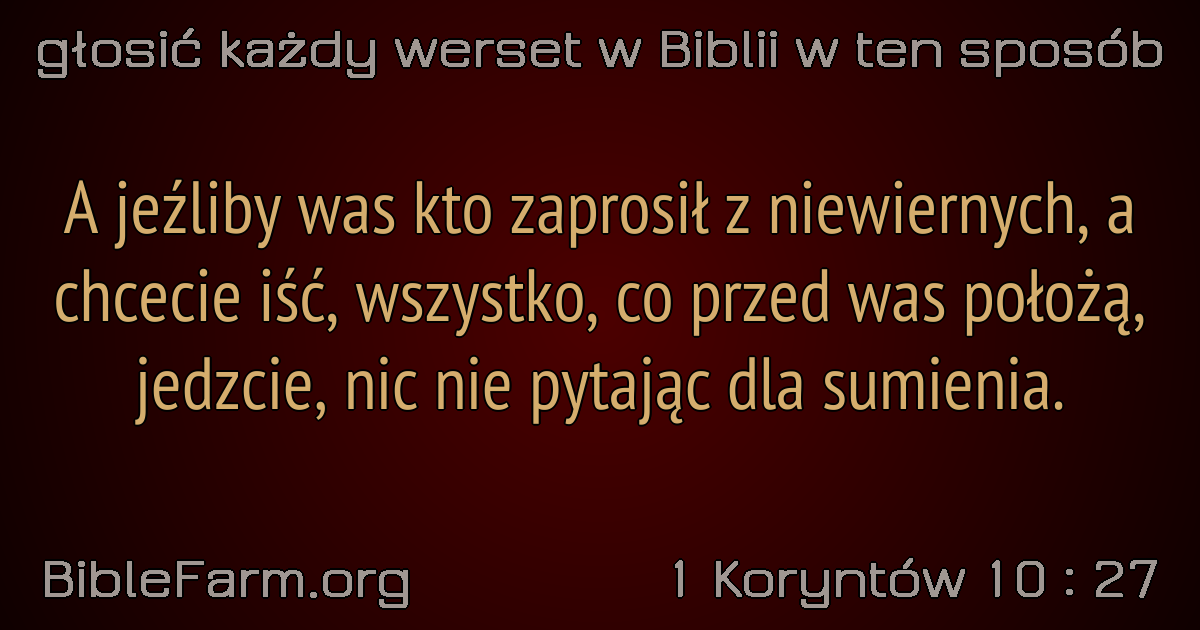 głosić każdy werset w Biblii w ten sposób
A jeźliby was kto zaprosił z niewiernych, a
chcecie iść, wszystko, co przed was położą,
jedzcie, nic nie pytając dla sumienia.
BibleFarm.org
1 Koryntów 10 : 27